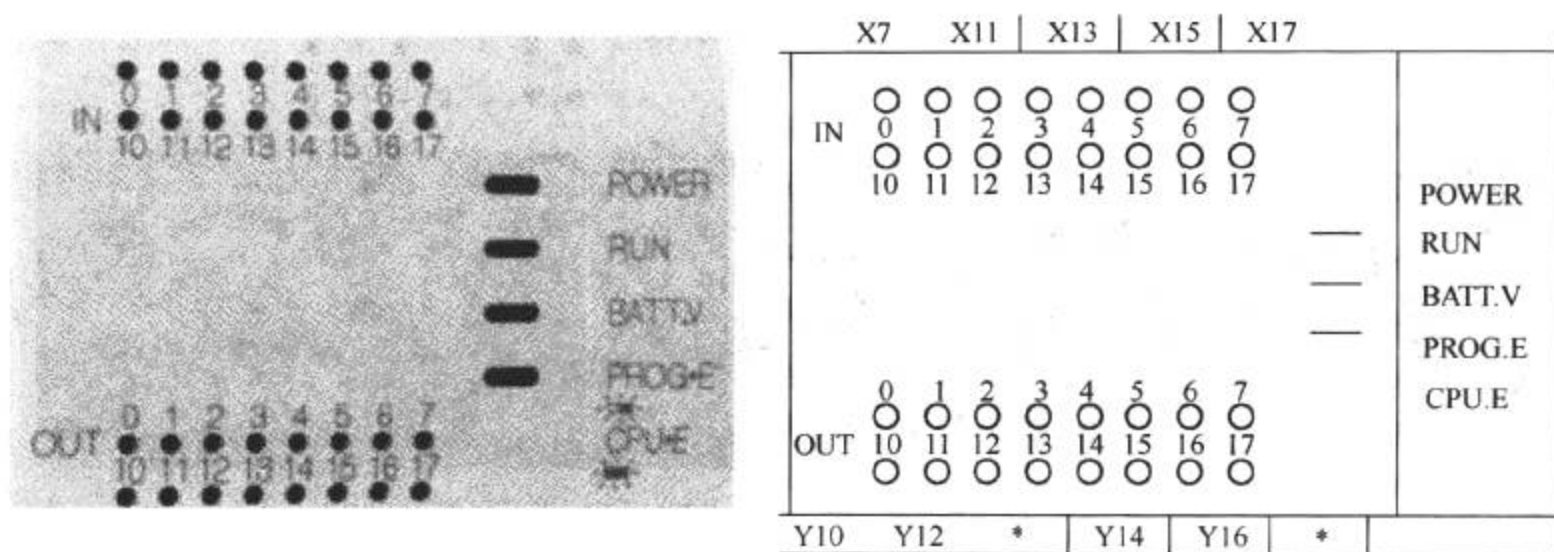 0 1 2 3 4 5 6 7
IN
10 11 12 13 14 15 16 17
POWER
RUN
BATT.V
PROG•E
CPU•E
0 1 2 3 4 5 6 7
OUT
10 11 12 13 14 15 16 17
X7 X11 X13 X15 X17
IN
0 1 2 3 4 5 6 7
10 11 12 13 14 15 16 17
POWER
RUN
BATT.V
PROG.E
CPU.E
0 1 2 3 4 5 6 7
OUT
10 11 12 13 14 15 16 17
Y10 Y12 * Y14 Y16 *